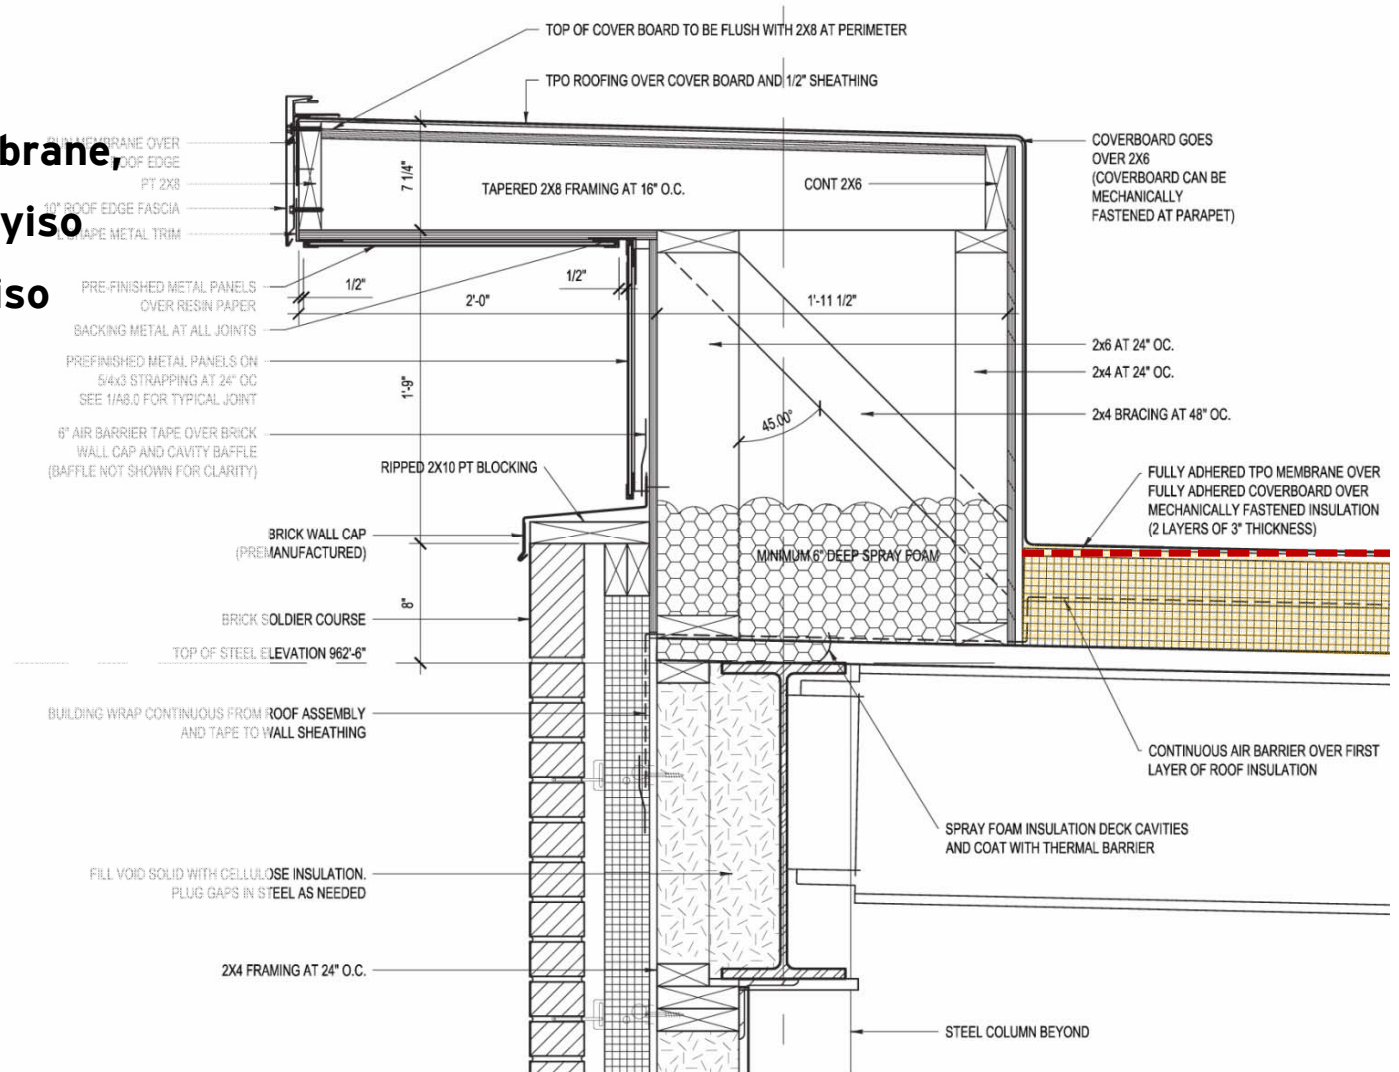 TOP OF COVER BOARD TO BE FLUSH WITH 2X8 AT PERIMETER
TPO ROOFING OVER COVER BOARD AND 1/2" SHEATHING
brane,
yiso
iso
MEMBRANE OVER
ROOF EDGE
PT 2X8
10" ROOF EDGE FASCIA
SHAPE METAL TRIM
PRE-FINISHED METAL PANELS
OVER RESIN PAPER
BACKING METAL AT ALL JOINTS
PREFINISHED METAL PANELS ON
5/4x3 STRAPPING AT 24" OC
SEE 1/A8.0 FOR TYPICAL JOINT
6" AIR BARRIER TAPE OVER BRICK
WALL CAP AND CAVITY BAFFLE
(BAFFLE NOT SHOWN FOR CLARITY)
RIPPED 2X10 PT BLOCKING
BRICK WALL CAP
(PREMANUFACTURED)
BRICK SOLDIER COURSE
TOP OF STEEL ELEVATION 962'-6"
BUILDING WRAP CONTINUOUS FROM ROOF ASSEMBLY
AND TAPE TO WALL SHEATHING
FILL VOID SOLID WITH CELLULOSE INSULATION.
PLUG GAPS IN STEEL AS NEEDED
2X4 FRAMING AT 24" O.C.
7 1/4"
TAPERED 2X8 FRAMING AT 16" O.C.
CONT 2X6
1/2"
1/2"
2'-0"
1'-11 1/2"
1'-9"
45.00°
8"
MINIMUM 6" DEEP SPRAY FOAM
COVERBOARD GOES
OVER 2X6
(COVERBOARD CAN BE
MECHANICALLY
FASTENED AT PARAPET)
2x6 AT 24" OC.
2x4 AT 24" OC.
2x4 BRACING AT 48" OC.
FULLY ADHERED TPO MEMBRANE OVER
FULLY ADHERED COVERBOARD OVER
MECHANICALLY FASTENED INSULATION
(2 LAYERS OF 3" THICKNESS)
CONTINUOUS AIR BARRIER OVER FIRST
LAYER OF ROOF INSULATION
SPRAY FOAM INSULATION DECK CAVITIES
AND COAT WITH THERMAL BARRIER
STEEL COLUMN BEYOND